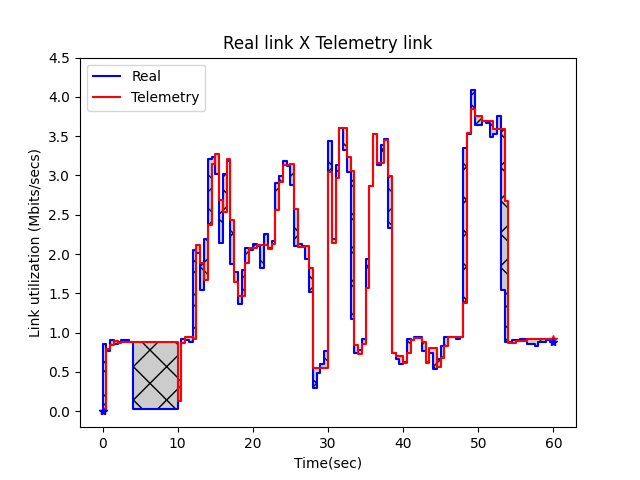 Real link X Telemetry link
Real
Telemetry
Link utilization (Mbits/secs)
4.5
4.0
3.5
3.0
2.5
2.0
1.5
1.0
0.5
0.0
0 10 20 30 40 50 60
Time(sec)